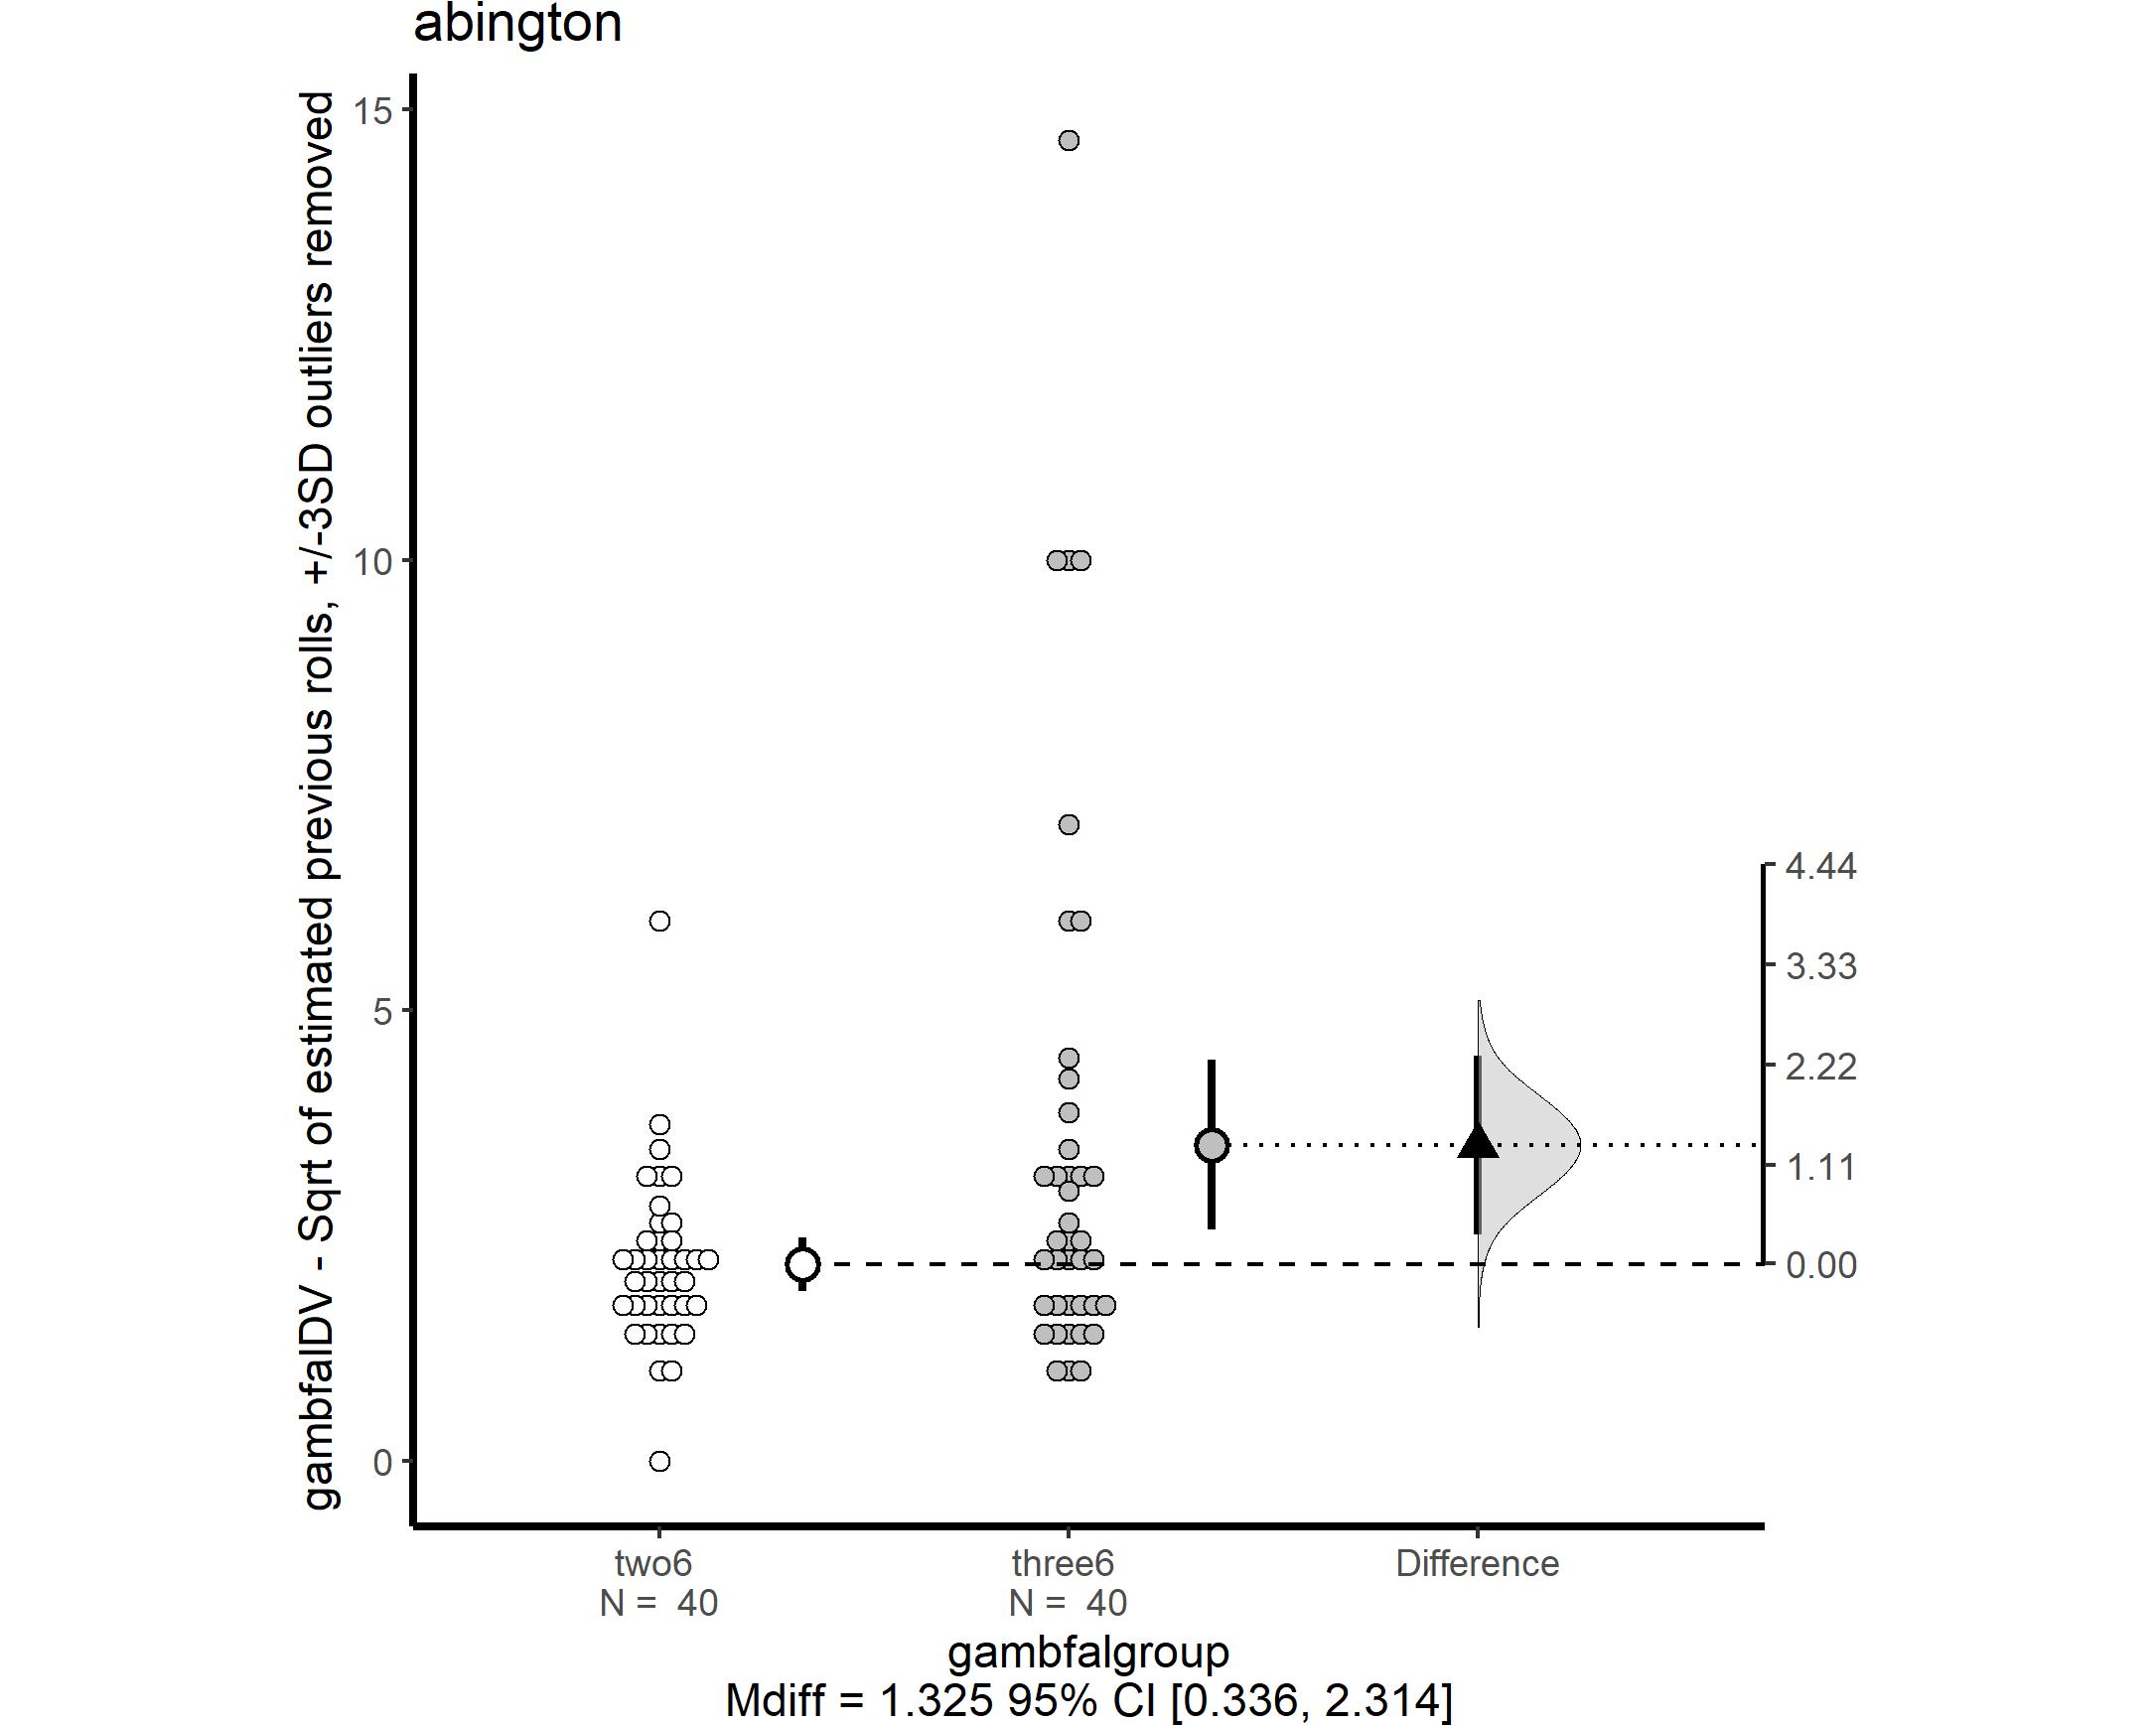 abington
gambfalDV - Sqrt of estimated previous rolls, +/-3SD outliers removed
15
10
5
0
4.44
3.33
2.22
1.11
0.00
two6
N =  40
three6
N =  40
Difference
gambfalgroup
Mdiff = 1.325 95% CI [0.336, 2.314]